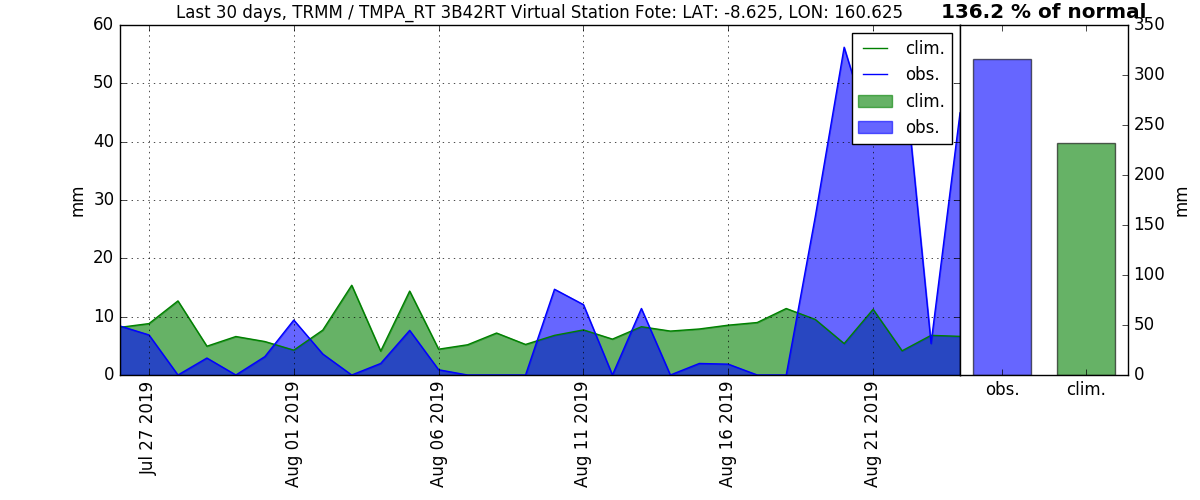 Last 30 days, TRMM / TMPA_RT 3B42RT Virtual Station Fote: LAT: -8.625, LON: 160.625
136.2 % of normal
60
50
40
30
20
10
0
mm
clim.
obs.
clim.
obs.
350
300
250
200
150
100
50
0
mm
Jul 27 2019
Aug 01 2019
Aug 06 2019
Aug 11 2019
Aug 16 2019
Aug 21 2019
obs.
clim.